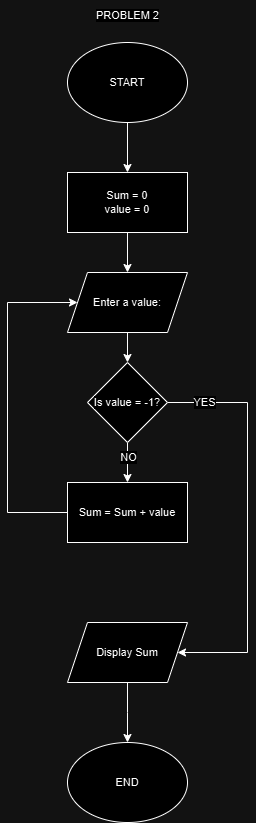 PROBLEM 2
START
Sum = 0
value = 0
Enter a value:
Is value = -1?
YES
NO
Sum = Sum + value
Display Sum
END